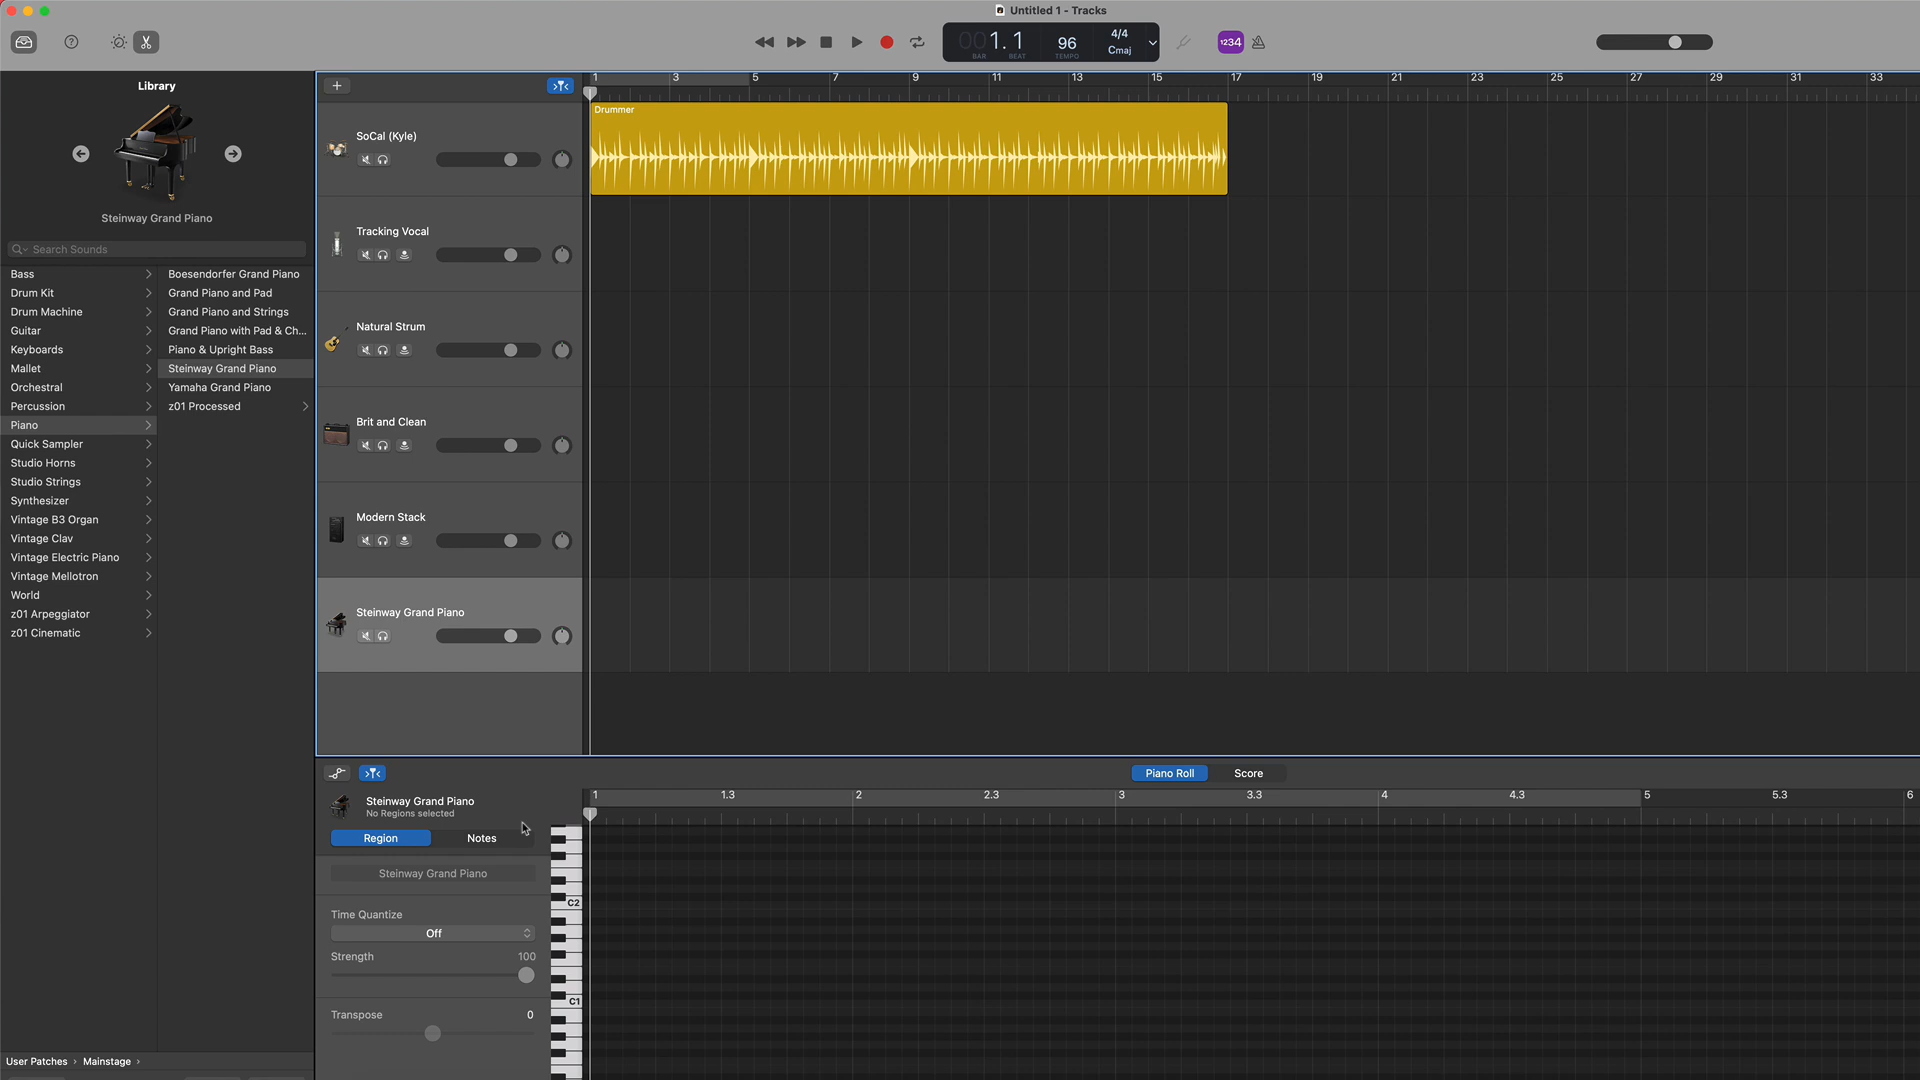 Untitled 1 - Tracks
001.1
BAR BEAT
96
TEMPO
4/4
Cmaj
1234
Library
Steinway Grand Piano
Search Sounds
Bass
Drum Kit
Drum Machine
Guitar
Keyboards
Mallet
Orchestral
Percussion
Piano
Quick Sampler
Studio Horns
Studio Strings
Synthesizer
Vintage B3 Organ
Vintage Clav
Vintage Electric Piano
Vintage Mellotron
World
z01 Arpeggiator
z01 Cinematic
Boesendorfer Grand Piano
Grand Piano and Pad
Grand Piano and Strings
Grand Piano with Pad & Ch...
Piano & Upright Bass
Steinway Grand Piano
Yamaha Grand Piano
z01 Processed
User Patches › Mainstage ›
1 3 5 7 9 11 13 15 17 19 21 23 25 27 29 31 33
Drummer
SoCal (Kyle)
Tracking Vocal
Natural Strum
Brit and Clean
Modern Stack
Steinway Grand Piano
Piano Roll Score
Steinway Grand Piano
No Regions selected
Region Notes
Steinway Grand Piano
Time Quantize
Off
Strength 100
Transpose 0
1 1.3 2 2.3 3 3.3 4 4.3 5 5.3 6
C2
C1